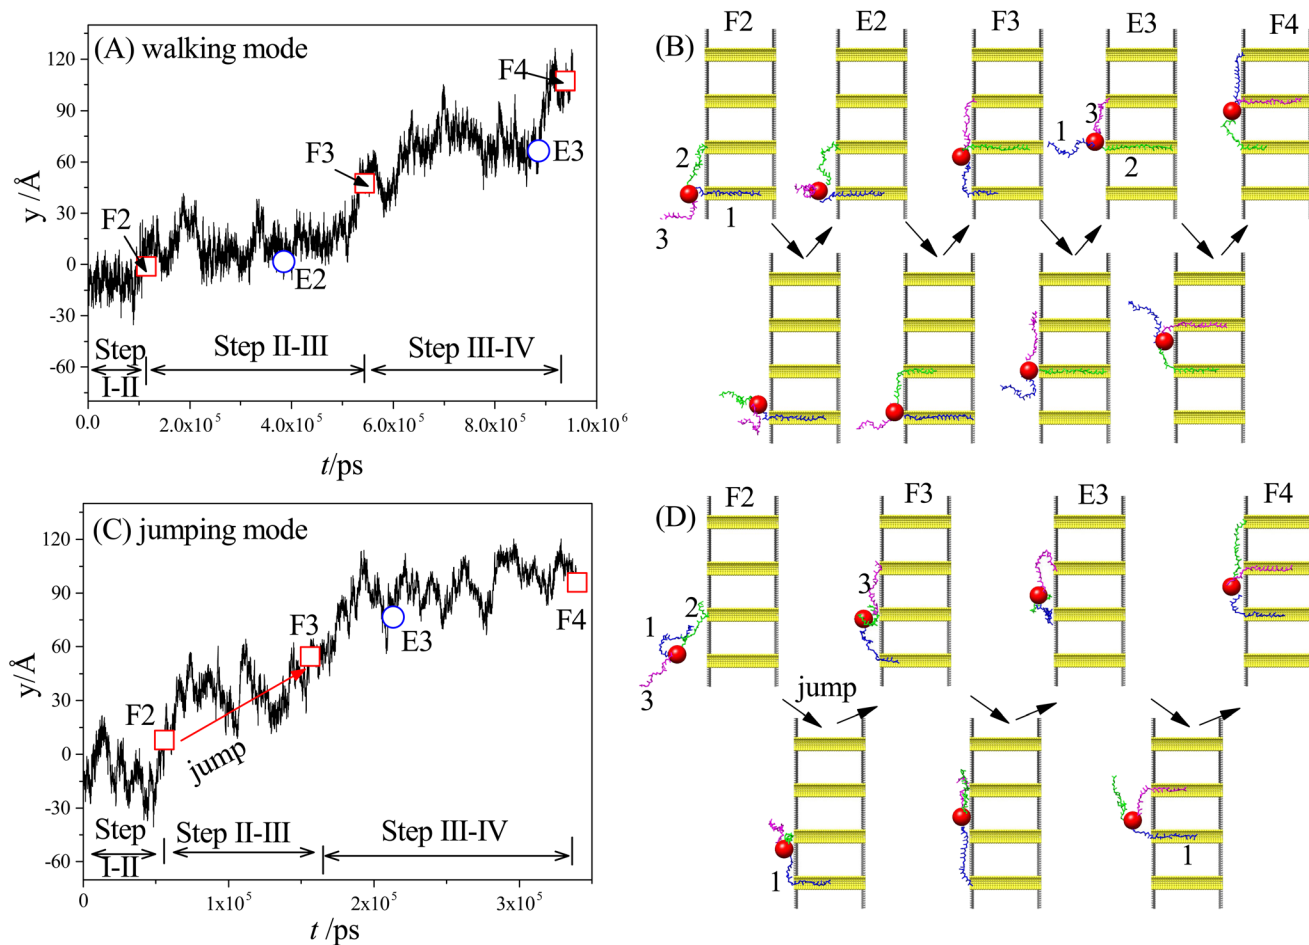 (A) walking mode
y /Å
120
90
60
30
0
-30
-60
F2
E2
F3
E3
F4
Step
I-II
Step II-III
Step III-IV
0.0
2.0x10⁵
4.0x10⁵
6.0x10⁵
8.0x10⁵
1.0x10⁶
t/ps
(B)
F2
E2
F3
E3
F4
2
1
3
1
3
2
(C) jumping mode
y/Å
120
90
60
30
0
-30
-60
F2
jump
F3
E3
F4
Step
I-II
Step II-III
Step III-IV
0
1x10⁵
2x10⁵
3x10⁵
t /ps
(D)
F2
F3
E3
F4
1
2
3
3
jump
1
1